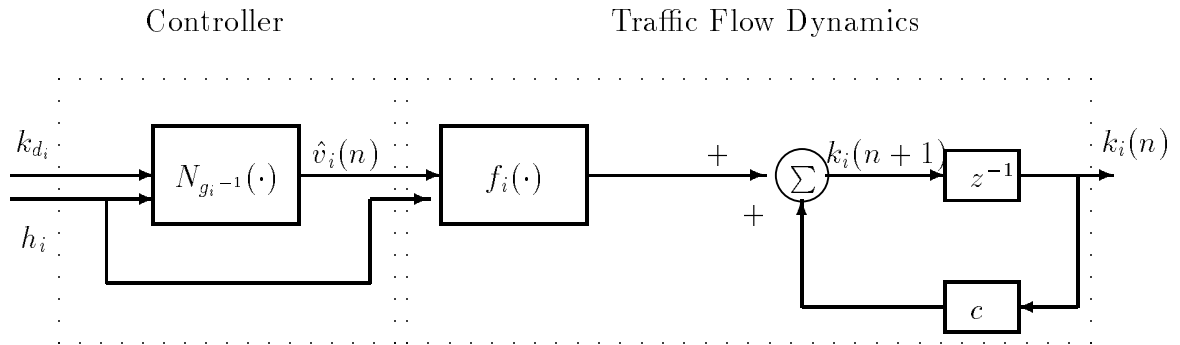 Controller
Traffic Flow Dynamics
k_{d_i}
h_i
N_{g_i^{-1}}(·)
v̂_i(n)
f_i(·)
+
+
∑
k_i(n + 1)
z^{-1}
k_i(n)
c